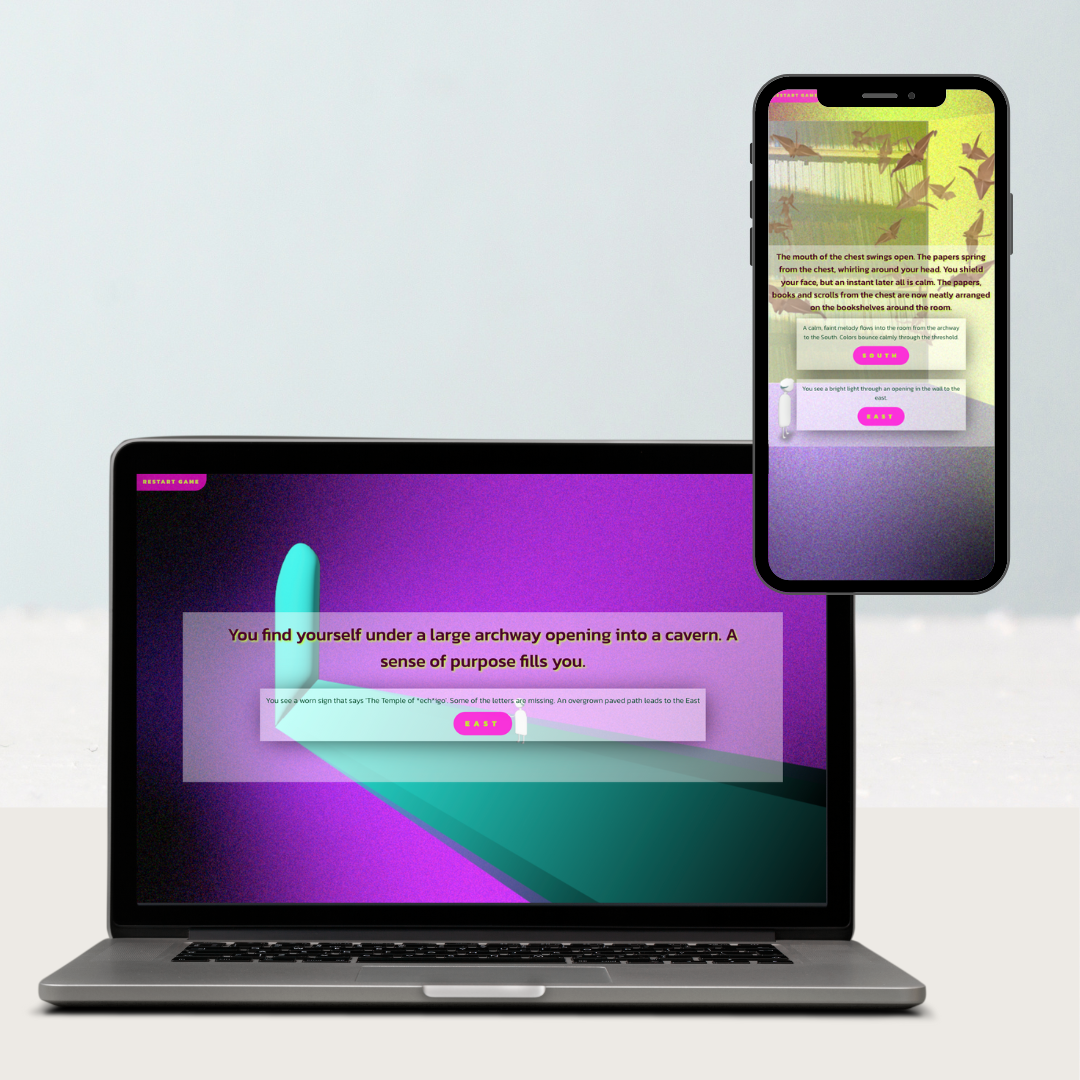 RESTART GAME
The mouth of the chest swings open. The papers spring
from the chest, whirling around your head. You shield
your face, but an instant later all is calm. The papers,
books and scrolls from the chest are now neatly arranged
on the bookshelves around the room.
A calm, faint melody flows into the room from the archway
to the South. Colors bounce calmly through the threshold.
SOUTH
You see a bright light through an opening in the wall to the
east.
EAST
RESTART GAME
You find yourself under a large archway opening into a cavern. A
sense of purpose fills you.
You see a worn sign that says 'The Temple of *ech*igo'. Some of the letters are missing. An overgrown paved path leads to the East
EAST